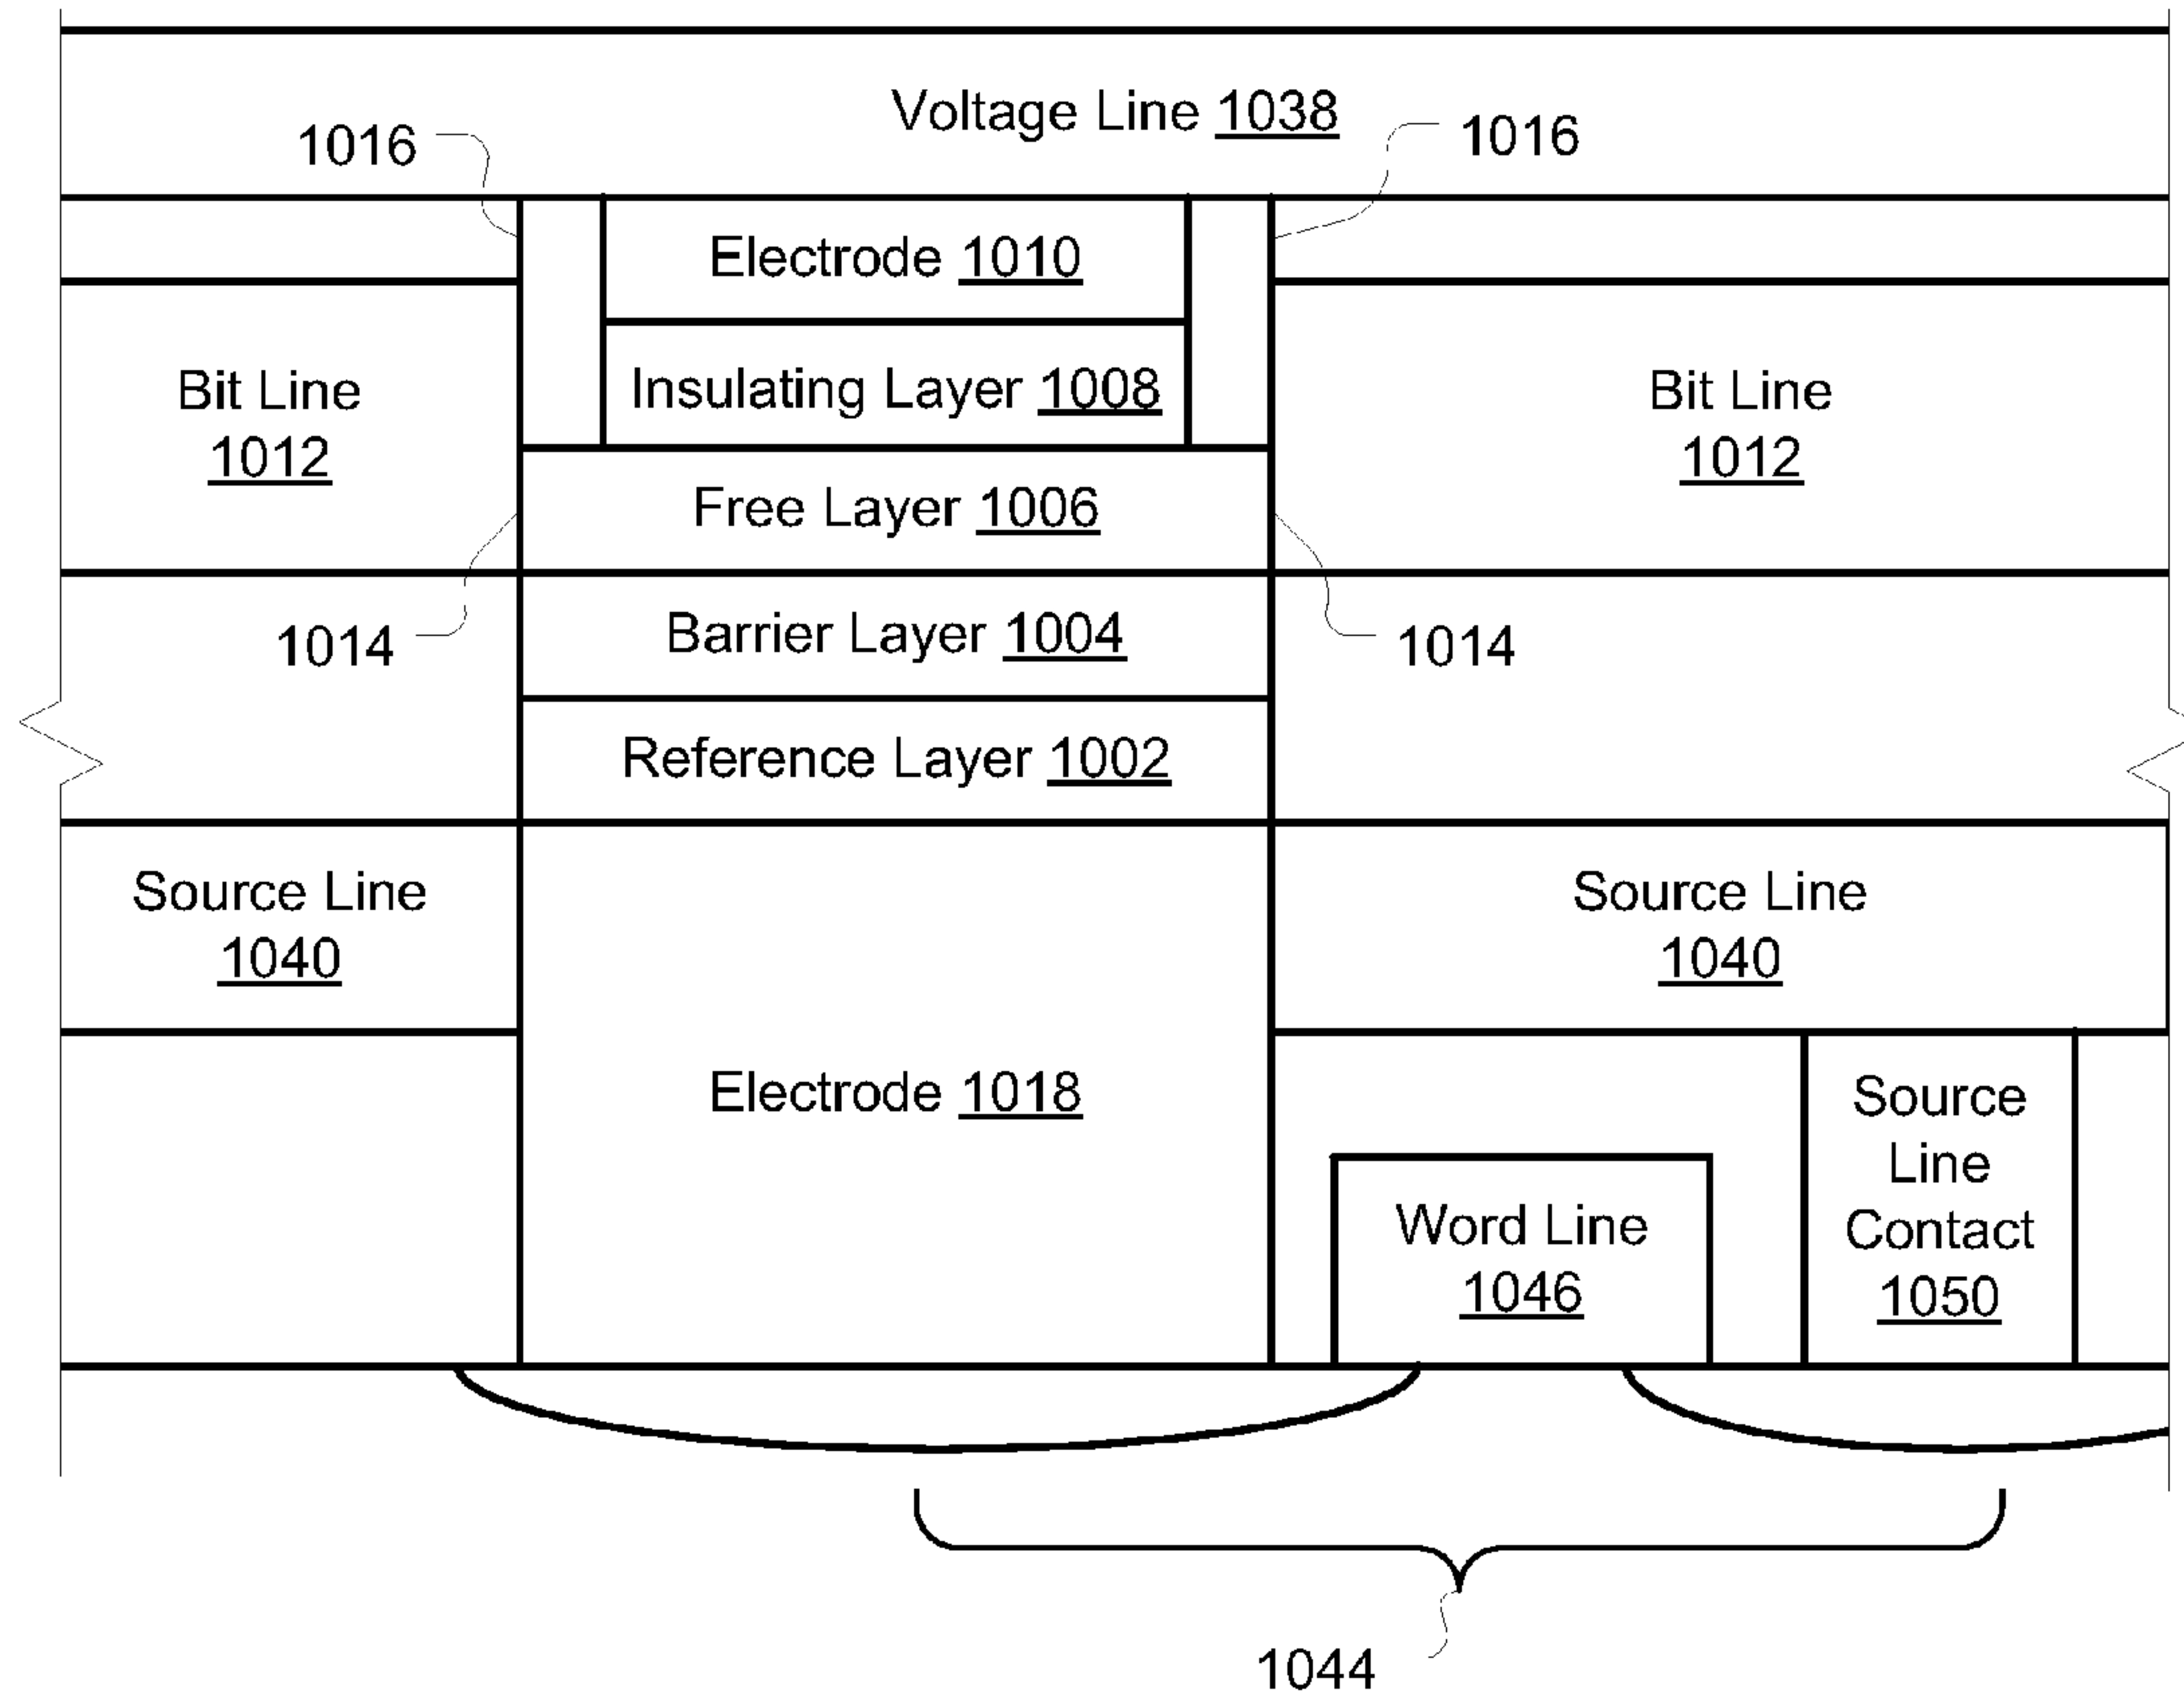 Voltage Line 1038
1016
1016
Electrode 1010
Insulating Layer 1008
Bit Line
1012
Bit Line
1012
Free Layer 1006
Barrier Layer 1004
1014
1014
Reference Layer 1002
Source Line
1040
Source Line
1040
Electrode 1018
Source
Line
Contact
1050
Word Line
1046
1044